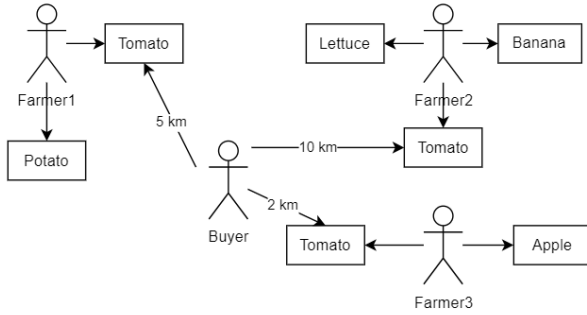 Tomato
Lettuce
Banana
Farmer1
Farmer2
5 km
Potato
10 km
Tomato
2 km
Buyer
Tomato
Apple
Farmer3